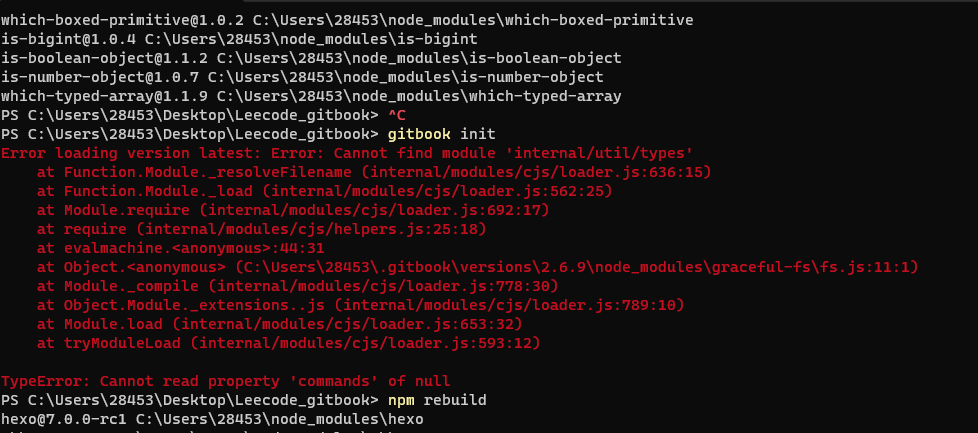 which-boxed-primitive@1.0.2 C:\Users\28453\node_modules\which-boxed-primitive
is-bigint@1.0.4 C:\Users\28453\node_modules\is-bigint
is-boolean-object@1.1.2 C:\Users\28453\node_modules\is-boolean-object
is-number-object@1.0.7 C:\Users\28453\node_modules\is-number-object
which-typed-array@1.1.9 C:\Users\28453\node_modules\which-typed-array
PS C:\Users\28453\Desktop\Leecode_gitbook> ^C
PS C:\Users\28453\Desktop\Leecode_gitbook> gitbook init
Error loading version latest: Error: Cannot find module 'internal/util/types'
    at Function.Module._resolveFilename (internal/modules/cjs/loader.js:636:15)
    at Function.Module._load (internal/modules/cjs/loader.js:562:25)
    at Module.require (internal/modules/cjs/loader.js:692:17)
    at require (internal/modules/cjs/helpers.js:25:18)
    at evalmachine.<anonymous>:44:31
    at Object.<anonymous> (C:\Users\28453\.gitbook\versions\2.6.9\node_modules\graceful-fs\fs.js:11:1)
    at Module._compile (internal/modules/cjs/loader.js:778:30)
    at Object.Module._extensions..js (internal/modules/cjs/loader.js:789:10)
    at Module.load (internal/modules/cjs/loader.js:653:32)
    at tryModuleLoad (internal/modules/cjs/loader.js:593:12)
TypeError: Cannot read property 'commands' of null
PS C:\Users\28453\Desktop\Leecode_gitbook> npm rebuild
hexo@7.0.0-rc1 C:\Users\28453\node_modules\hexo